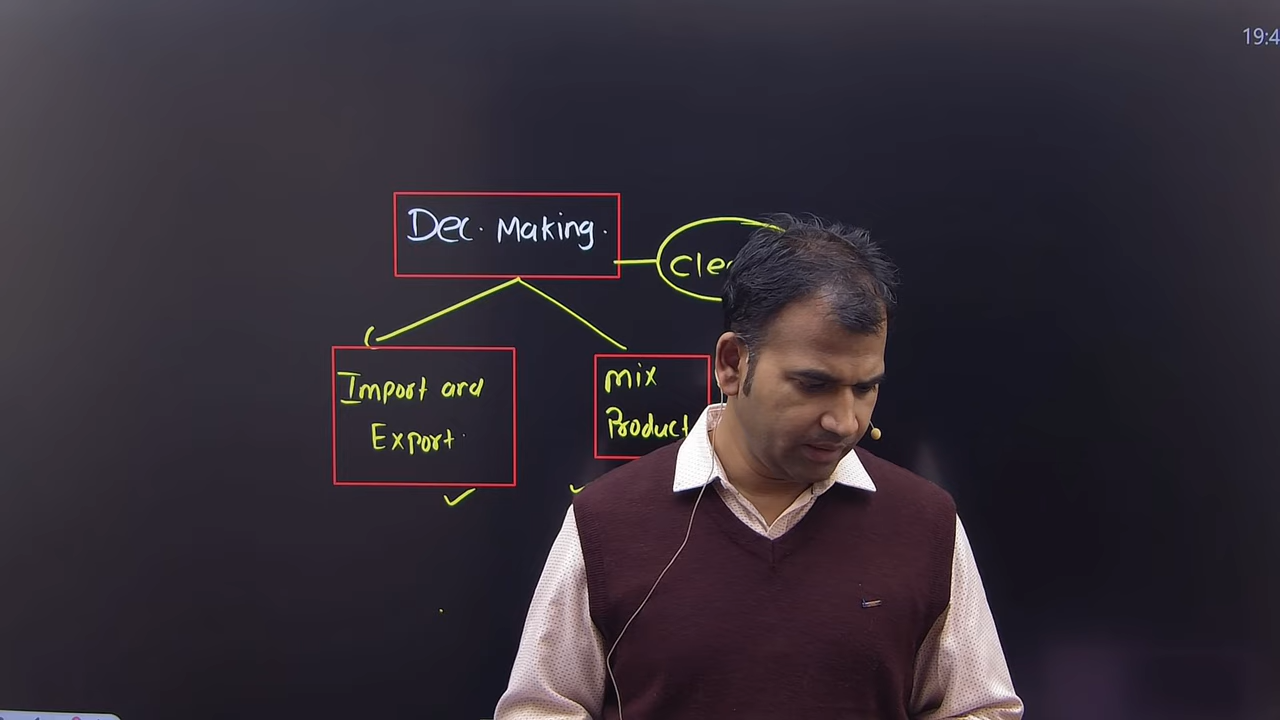 19:4
Dec. Making.
Import and
Export.
Mix
Product